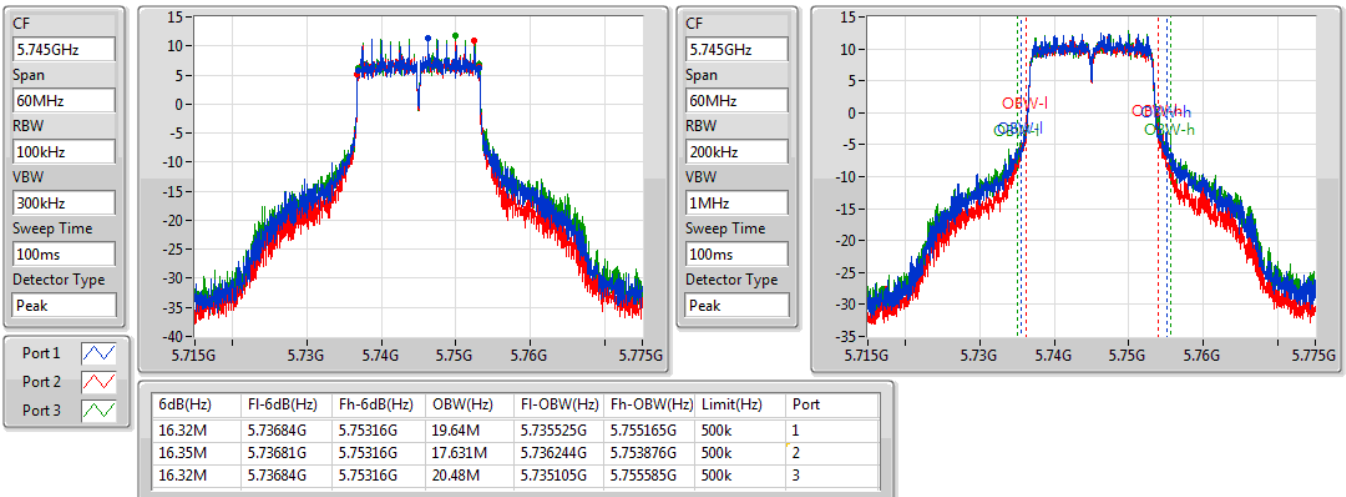 CF
5.745GHz
Span
60MHz
RBW
100kHz
VBW
300kHz
Sweep Time
100ms
Detector Type
Peak
15
10
5
0
-5
-10
-15
-20
-25
-30
-35
-40
5.715G 5.73G 5.74G 5.75G 5.76G 5.775G
CF
5.745GHz
Span
60MHz
RBW
200kHz
VBW
1MHz
Sweep Time
100ms
Detector Type
Peak
15
10
5
0
-5
-10
-15
-20
-25
-30
-35
OBW-l
OBW-h
5.715G 5.73G 5.74G 5.75G 5.76G 5.775G
Port 1
Port 2
Port 3
6dB(Hz) Fl-6dB(Hz) Fh-6dB(Hz) OBW(Hz) Fl-OBW(Hz) Fh-OBW(Hz) Limit(Hz) Port
16.32M 5.73684G 5.75316G 19.64M 5.735525G 5.755165G 500k 1
16.35M 5.73681G 5.75316G 17.631M 5.736244G 5.753876G 500k 2
16.32M 5.73684G 5.75316G 20.48M 5.735105G 5.755585G 500k 3